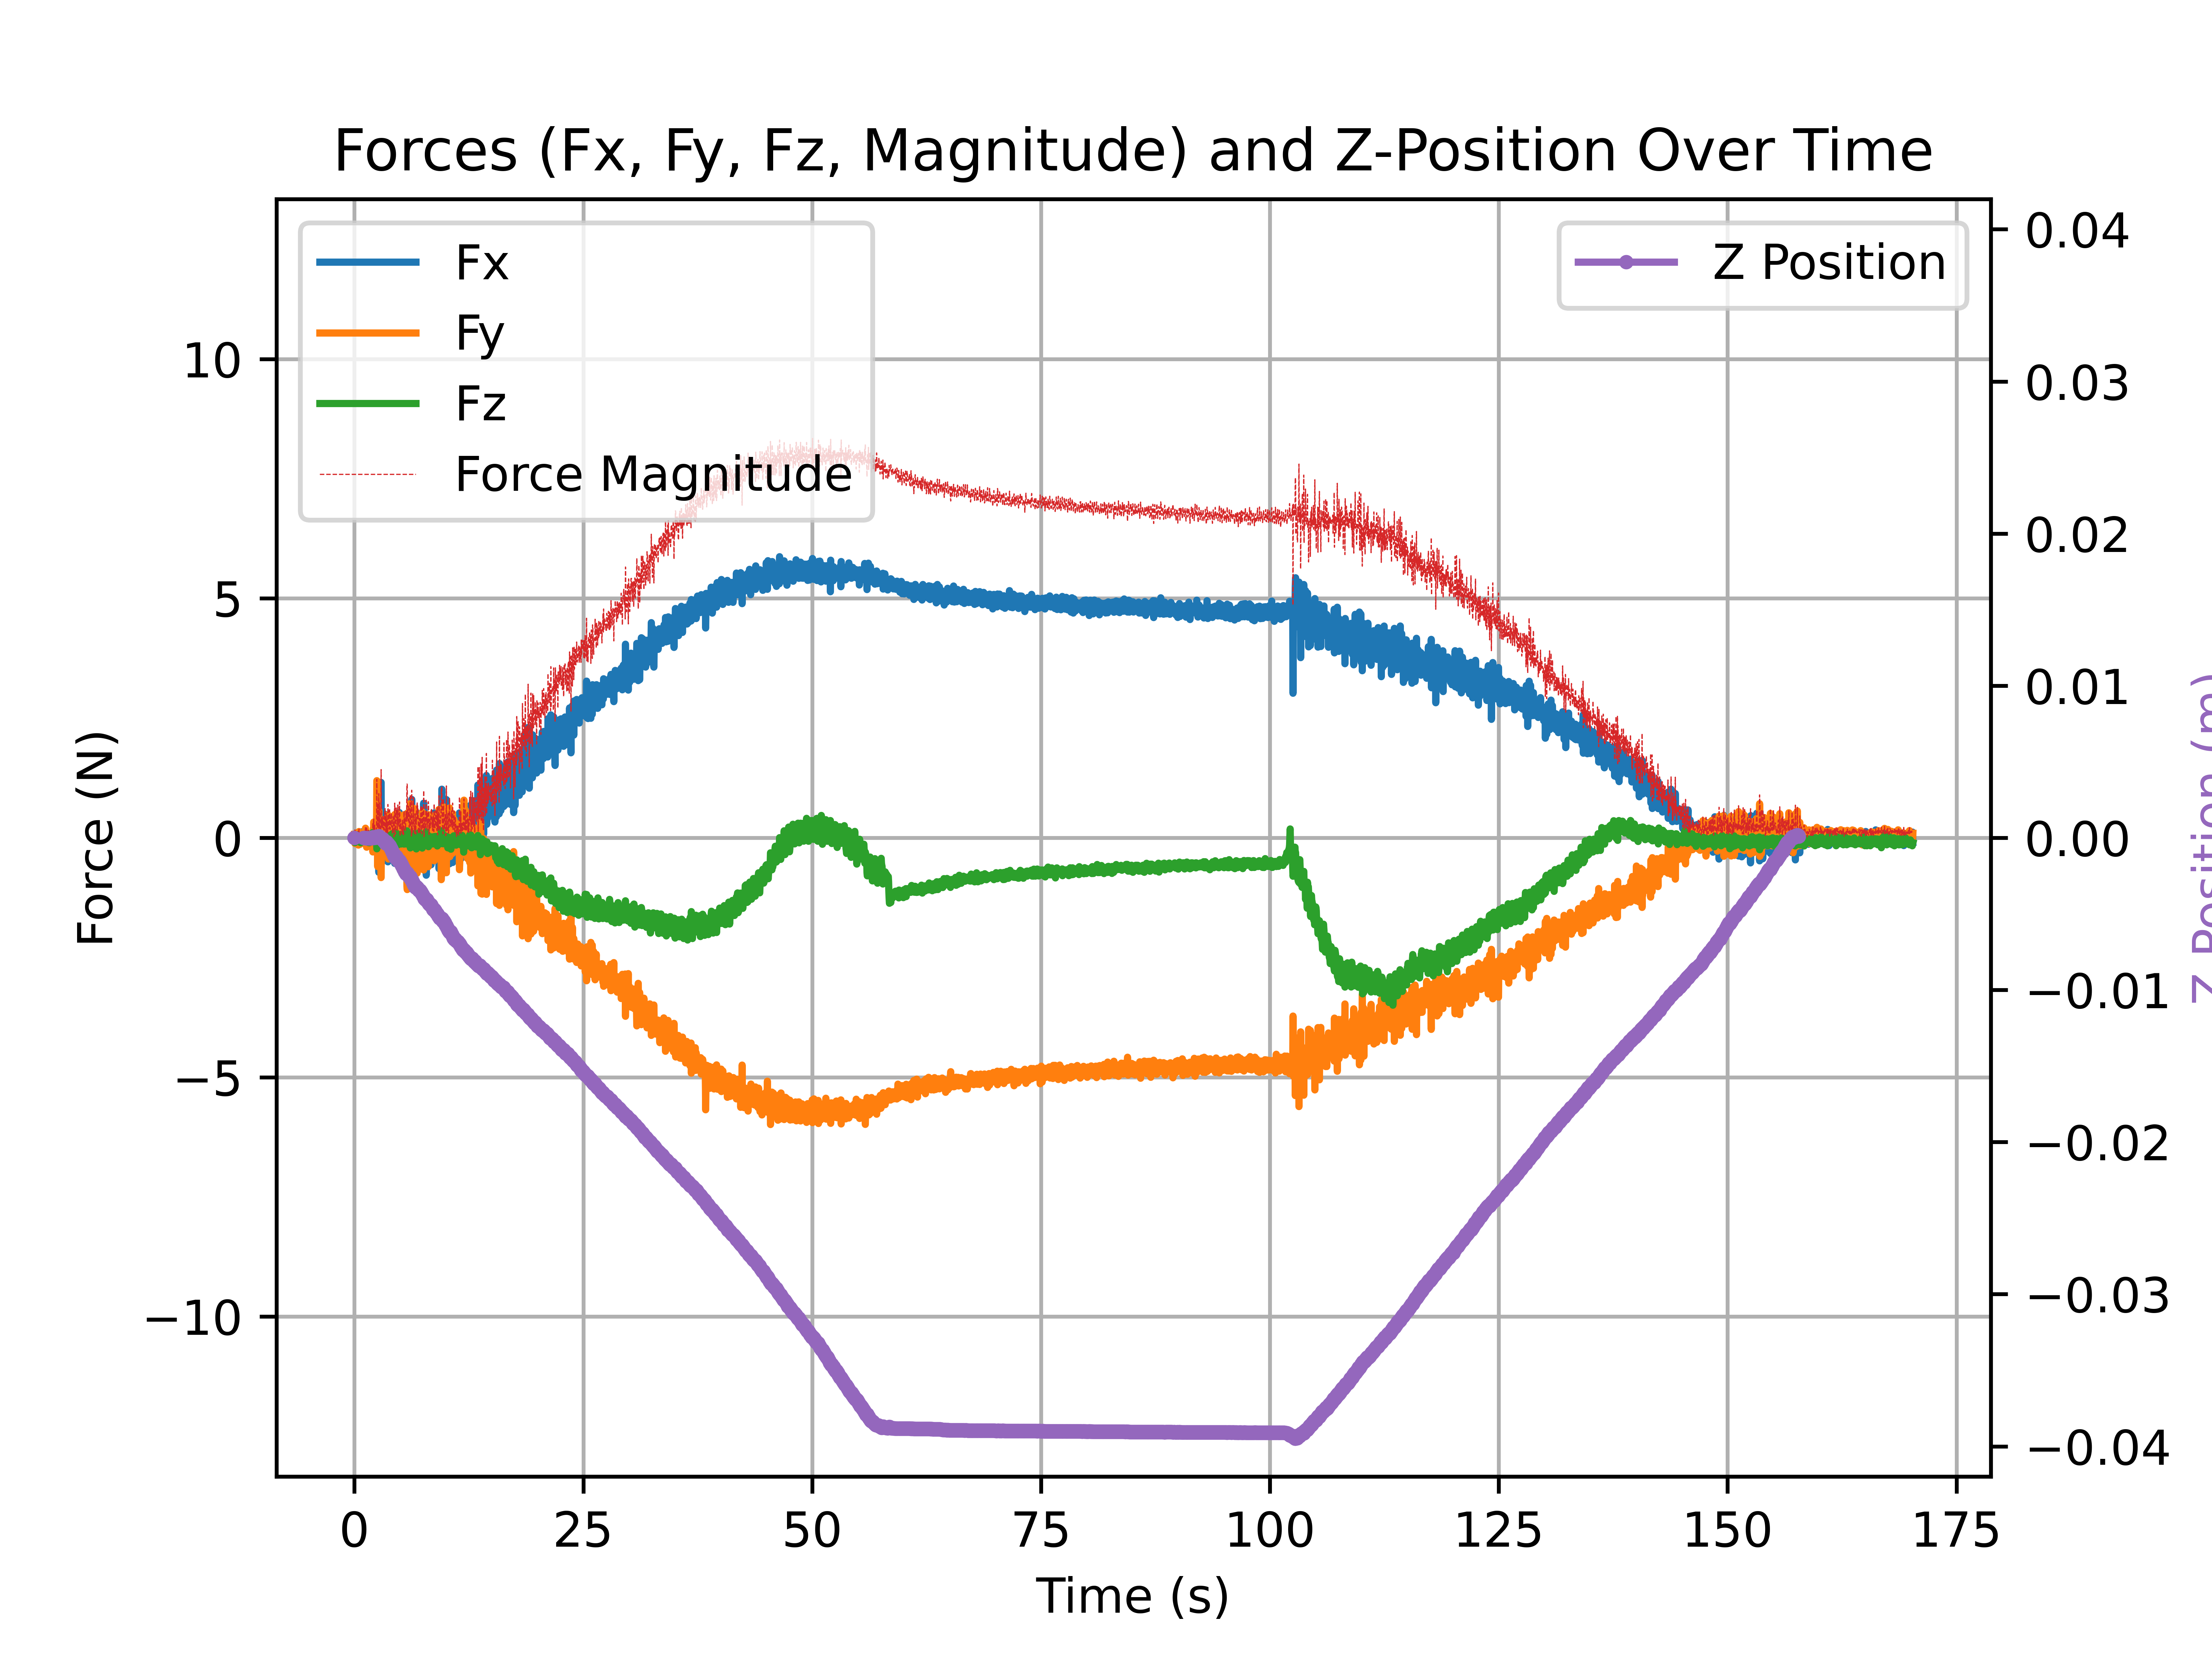 Forces (Fx, Fy, Fz, Magnitude) and Z-Position Over Time
Fx
Fy
Fz
Force Magnitude
Z Position
10
5
0
−5
−10
Force (N)
0.04
0.03
0.02
0.01
0.00
−0.01
−0.02
−0.03
−0.04
Z Position (m)
0 25 50 75 100 125 150 175
Time (s)